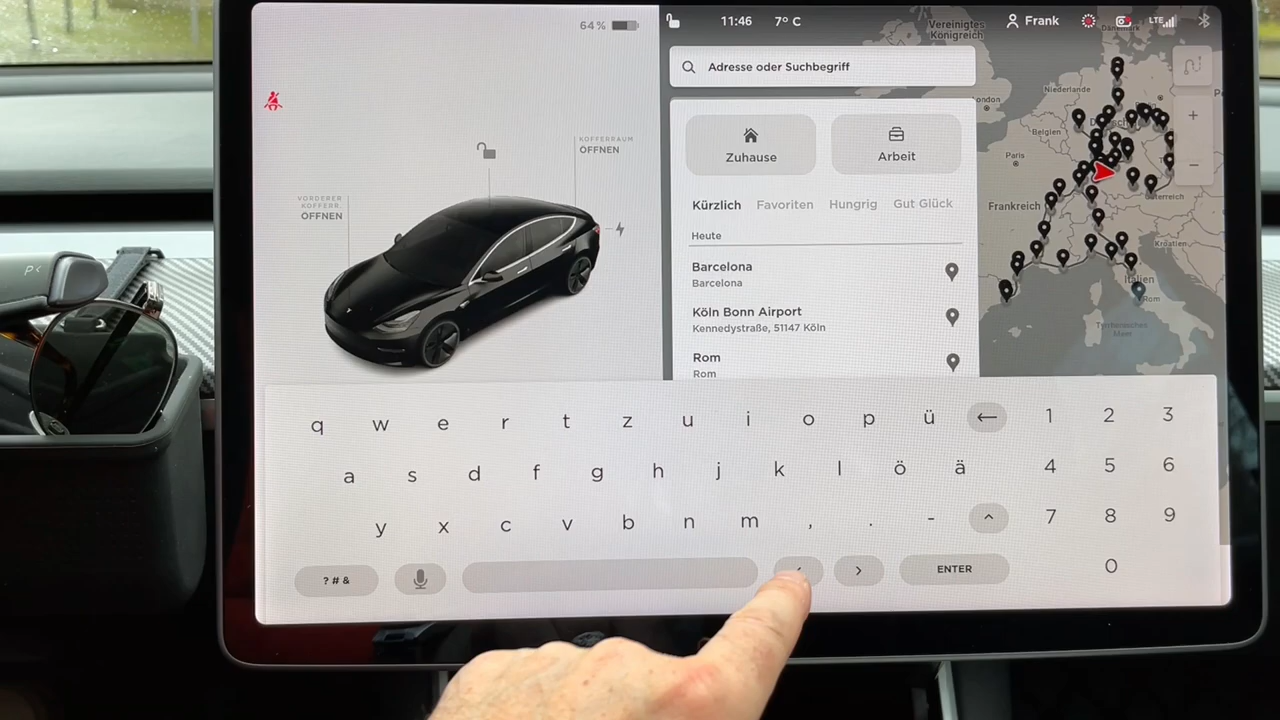 64 %
11:46
7° C
Frank
LTE
KOFFERRAUM
ÖFFNEN
VORDERER
KOFFERR.
ÖFFNEN
P
Adresse oder Suchbegriff
Zuhause
Arbeit
Kürzlich
Favoriten
Hungrig
Gut Glück
Heute
Barcelona
Barcelona
Köln Bonn Airport
Kennedystraße, 51147 Köln
Rom
Rom
Vereinigtes
Königreich
Dänemark
Niederlande
Belgien
Paris
Frankreich
Österreich
Kroatien
Italien
Rom
Tyrrhenisches
Meer
+
−
q w e r t z u i o p ü ← 1 2 3
a s d f g h j k l ö ä 4 5 6
y x c v b n m , . - ^ 7 8 9
? # & > ENTER 0